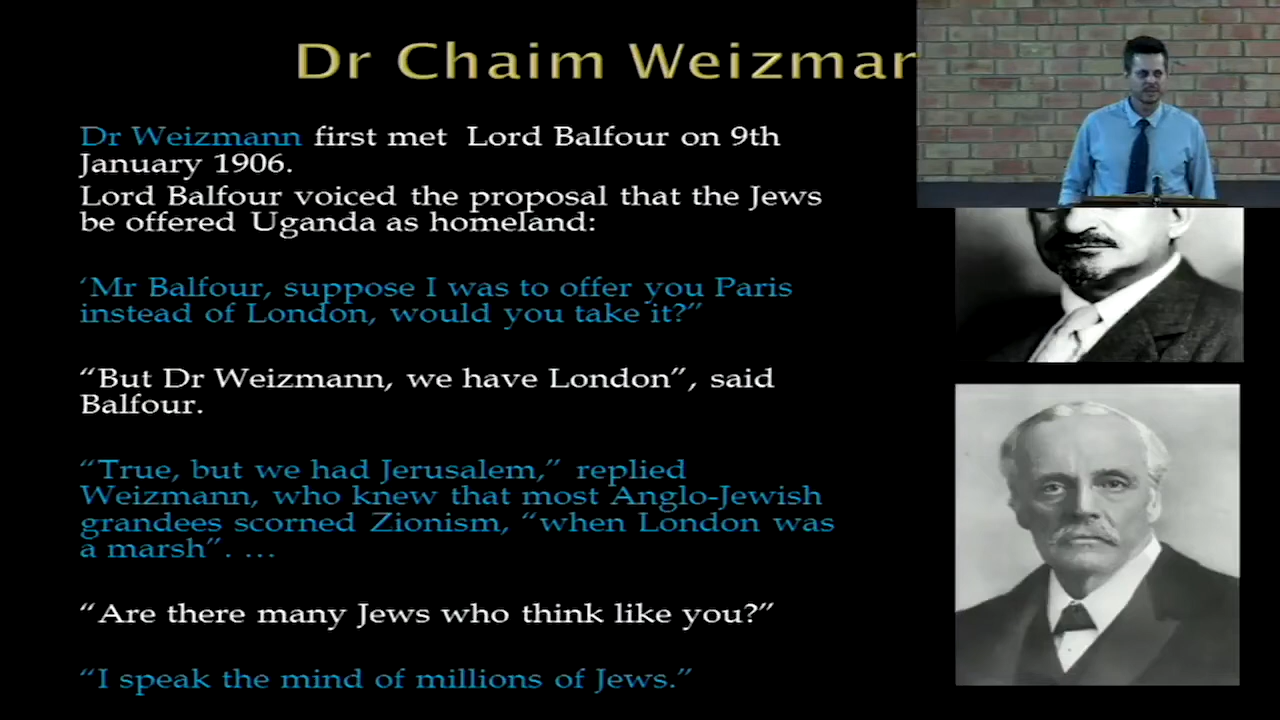 Dr Chaim Weizmar
Dr Weizmann first met Lord Balfour on 9th
January 1906.
Lord Balfour voiced the proposal that the Jews
be offered Uganda as homeland:
‘Mr Balfour, suppose I was to offer you Paris
instead of London, would you take it?”
“But Dr Weizmann, we have London”, said
Balfour.
“True, but we had Jerusalem,” replied
Weizmann, who knew that most Anglo-Jewish
grandees scorned Zionism, “when London was
a marsh”. …
“Are there many Jews who think like you?”
“I speak the mind of millions of Jews.”